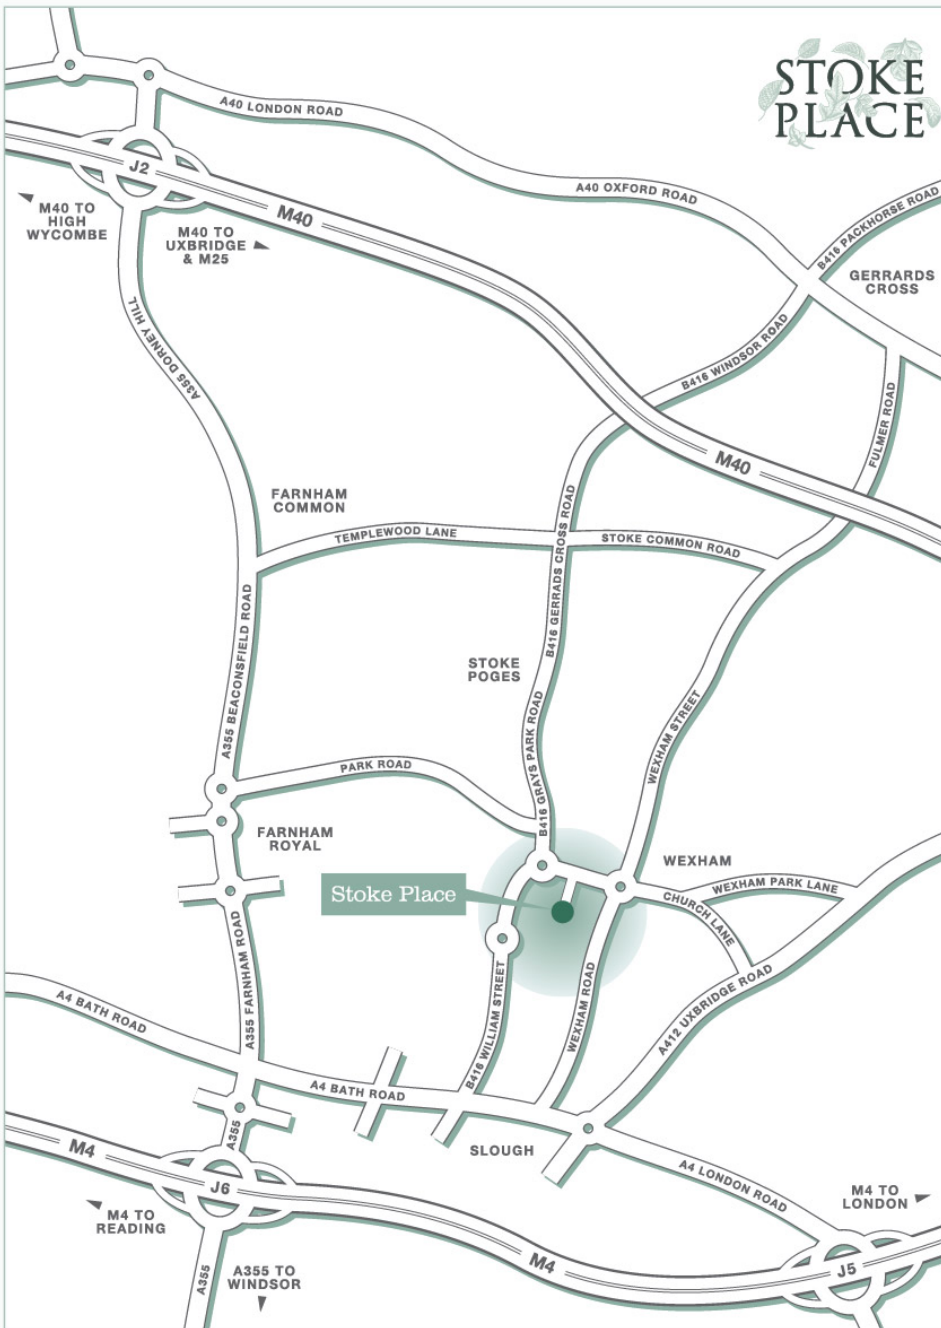 STOKE
PLACE
A40 LONDON ROAD
A40 OXFORD ROAD
B416 PACKHORSE ROAD
J2
M40
M40 TO
HIGH
WYCOMBE
M40 TO
UXBRIDGE
& M25
GERRARDS
CROSS
A355 DORNEY HILL
B416 WINDSOR ROAD
FULMER ROAD
M40
FARNHAM
COMMON
TEMPLEWOOD LANE
STOKE COMMON ROAD
B416 GERRADS CROSS ROAD
A355 BEACONSFIELD ROAD
STOKE
POGES
B416 GRAYS PARK ROAD
WEXHAM STREET
PARK ROAD
FARNHAM
ROYAL
WEXHAM
Stoke Place
WEXHAM PARK LANE
CHURCH LANE
A355 FARNHAM ROAD
B416 WILLIAM STREET
WEXHAM ROAD
A412 UXBRIDGE ROAD
A4 BATH ROAD
A4 BATH ROAD
A355
SLOUGH
M4
J6
A4 LONDON ROAD
M4 TO
LONDON
M4 TO
READING
A355
A355 TO
WINDSOR
M4
J5